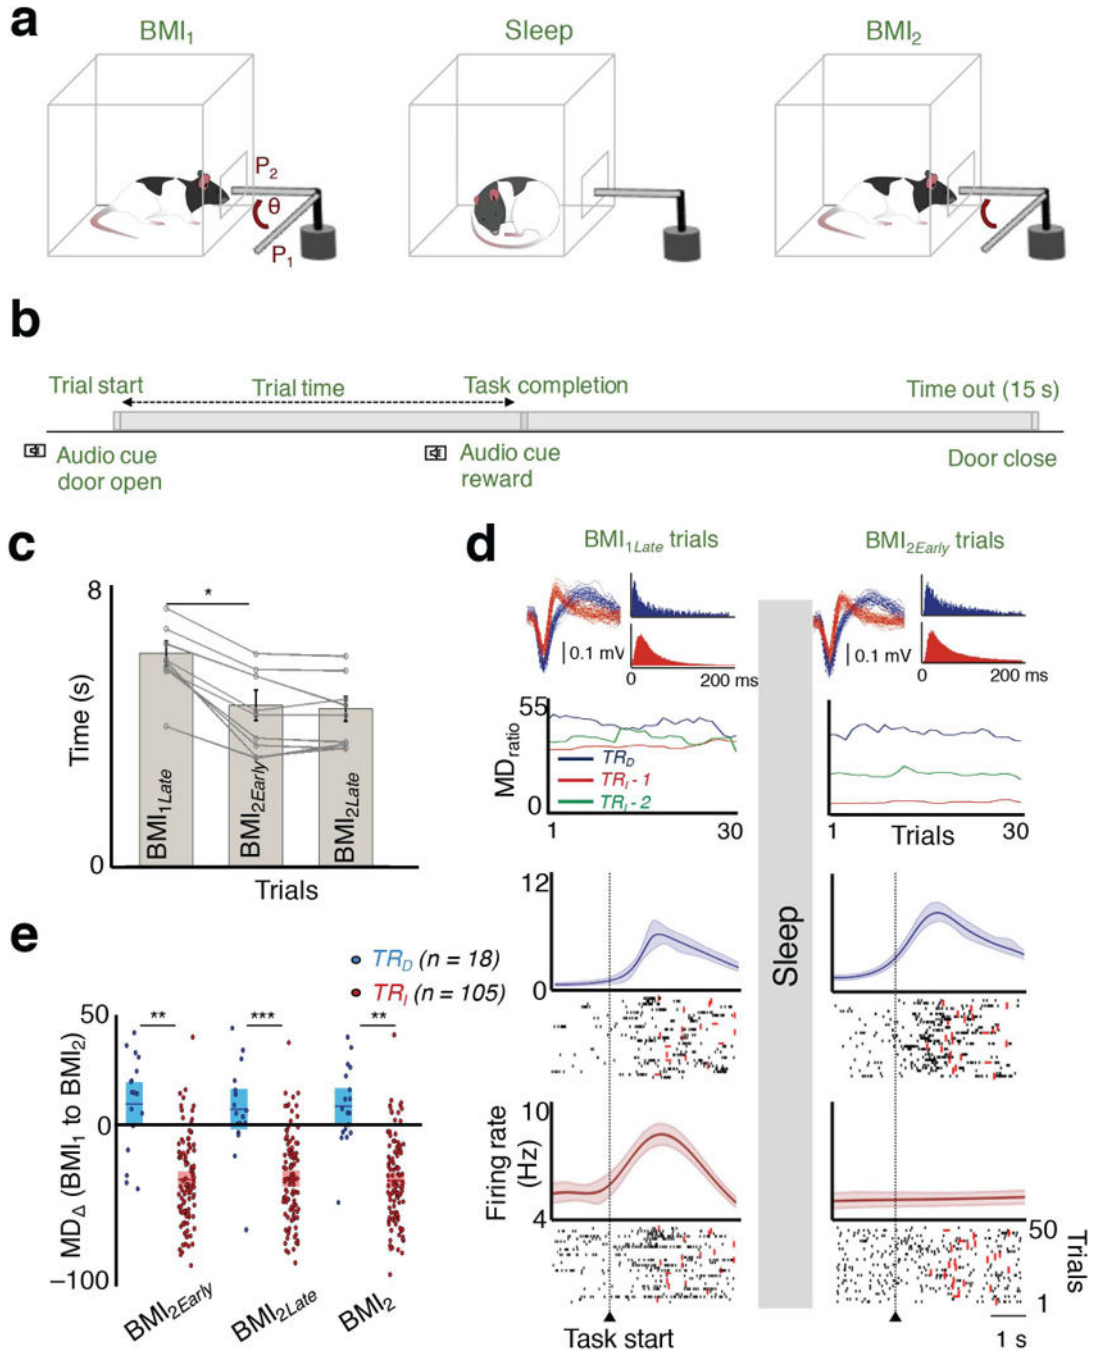 a
BMI1
Sleep
BMI2
P2
θ
P1
b
Trial start
Trial time
Task completion
Time out (15 s)
Audio cue
door open
Audio cue
reward
Door close
c
8
*
Time (s)
0
BMI1Late
BMI2Early
BMI2Late
Trials
d
BMI1Late trials
BMI2Early trials
0.1 mV
200 ms
0.1 mV
200 ms
55
MDratio
0
TRD
TRI - 1
TRI - 2
1
30
1
Trials
30
Sleep
12
0
10
Firing rate
(Hz)
4
50
Trials
1
Task start
1 s
e
TRD (n = 18)
TRI (n = 105)
50
**
***
**
0
MDΔ (BMI1 to BMI2)
−100
BMI2Early
BMI2Late
BMI2